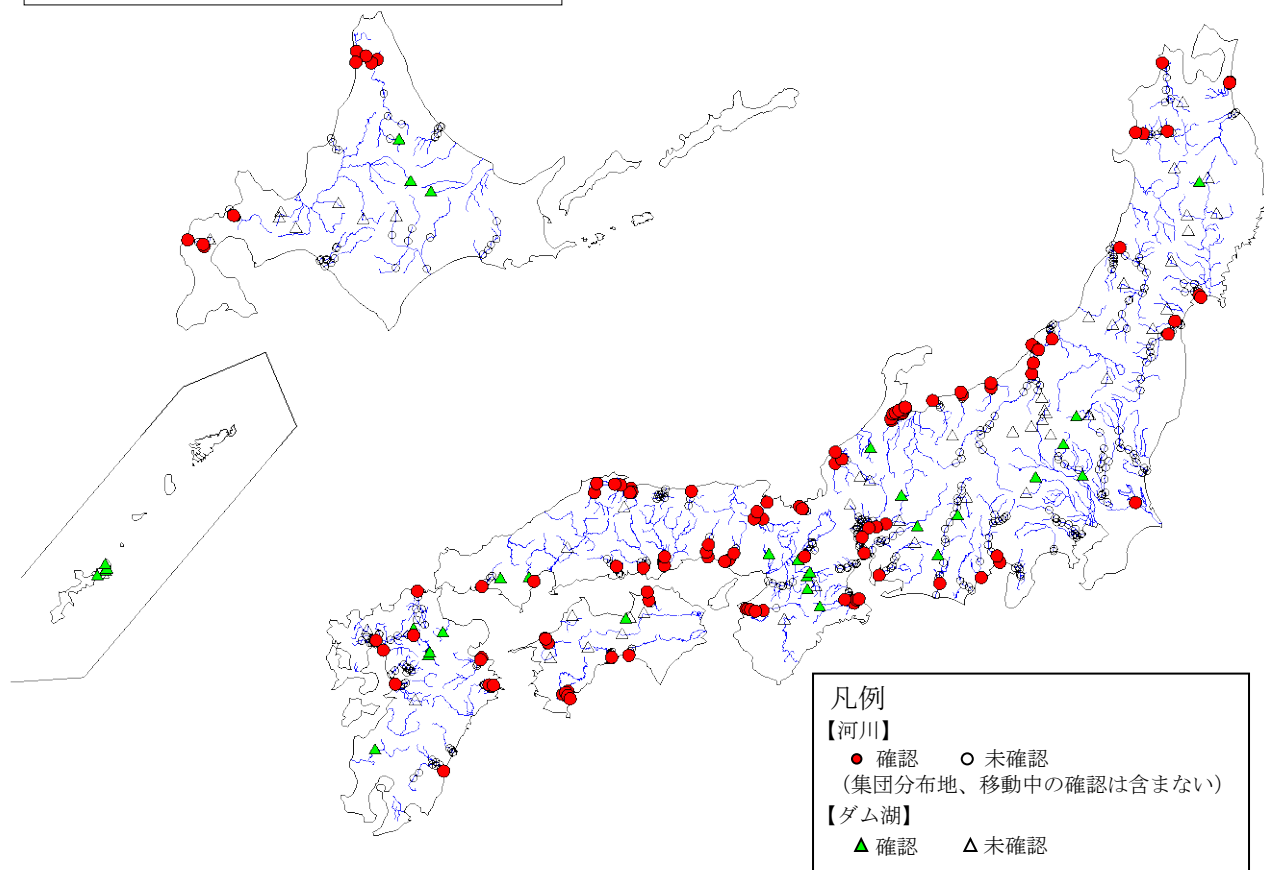 凡例
【河川】
● 確認 ○ 未確認
（集団分布地、移動中の確認は含まない）
【ダム湖】
▲ 確認 △ 未確認